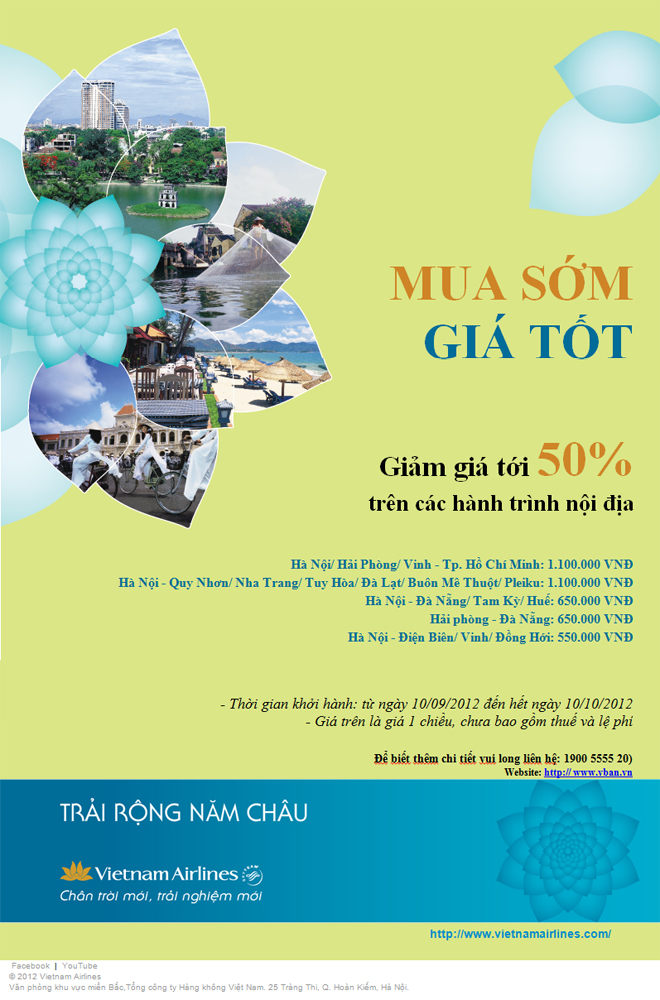 MUA SỚM
GIÁ TỐT
Giảm giá tới 50%
trên các hành trình nội địa
Hà Nội/ Hải Phòng/ Vinh - Tp. Hồ Chí Minh: 1.100.000 VNĐ
Hà Nội - Quy Nhơn/ Nha Trang/ Tuy Hòa/ Đà Lạt/ Buôn Mê Thuột/ Pleiku: 1.100.000 VNĐ
Hà Nội - Đà Nẵng/ Tam Kỳ/ Huế: 650.000 VNĐ
Hải phòng - Đà Nẵng: 650.000 VNĐ
Hà Nội - Điện Biên/ Vinh/ Đồng Hới: 550.000 VNĐ
- Thời gian khởi hành: từ ngày 10/09/2012 đến hết ngày 10/10/2012
- Giá trên là giá 1 chiều, chưa bao gồm thuế và lệ phí
Để biết thêm chi tiết vui long liên hệ: 1900 5555 20)
Website: http:// www.vban.vn
TRẢI RỘNG NĂM CHÂU
Vietnam Airlines
Chân trời mới, trải nghiệm mới
http://www.vietnamairlines.com/
Facebook | YouTube
© 2012 Vietnam Airlines
Văn phòng khu vực miền Bắc,Tổng công ty Hàng không Việt Nam. 25 Tràng Thi, Q. Hoàn Kiếm, Hà Nội.